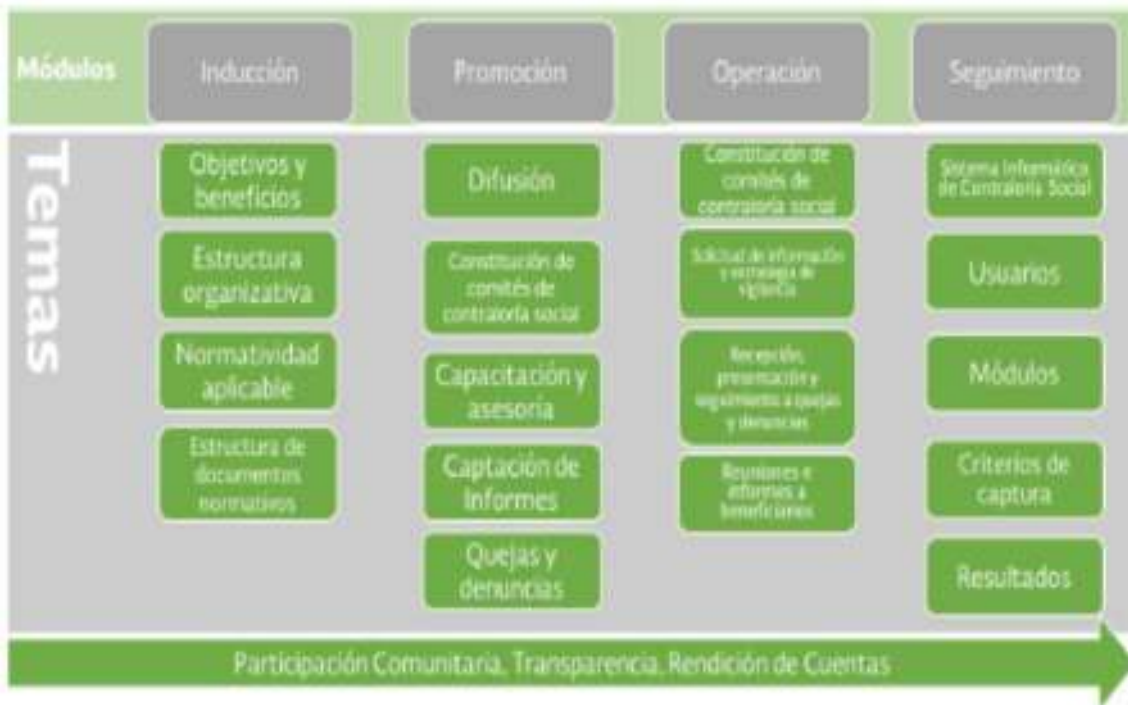 Módulos
Inducción
Promoción
Operación
Seguimiento
Temas
Objetivos y
beneficios
Estructura
organizativa
Normatividad
aplicable
Estructura de
documentos
normativos
Difusión
Constitución de
comités de
contraloría social
Capacitación y
asesoría
Captación de
Informes
Quejas y
denuncias
Constitución de
comités de
contraloría social
Solicitud de información
y estrategia de
vigilancia
Recepción,
presentación y
seguimiento a quejas
y denuncias
Reuniones e
informes a
beneficiarios
Sistema Informático
de Contraloría Social
Usuarios
Módulos
Criterios de
captura
Resultados
Participación Comunitaria, Transparencia, Rendición de Cuentas